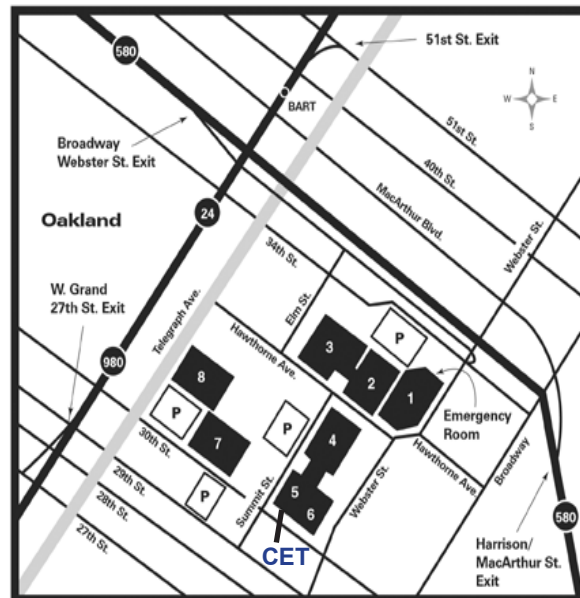 580
51st St. Exit
N
W
E
S
BART
Broadway
Webster St. Exit
51st St.
40th St.
MacArthur Blvd.
Webster St.
24
Oakland
34th St.
W. Grand
27th St. Exit
Telegraph Ave.
Elm St.
Hawthorne Ave.
P
3
2
1
980
8
P
7
P
4
Emergency
Room
Hawthorne Ave.
Broadway
30th St.
29th St.
28th St.
27th St.
P
Summit St.
5
6
Webster St.
CET
580
Harrison/
MacArthur St.
Exit